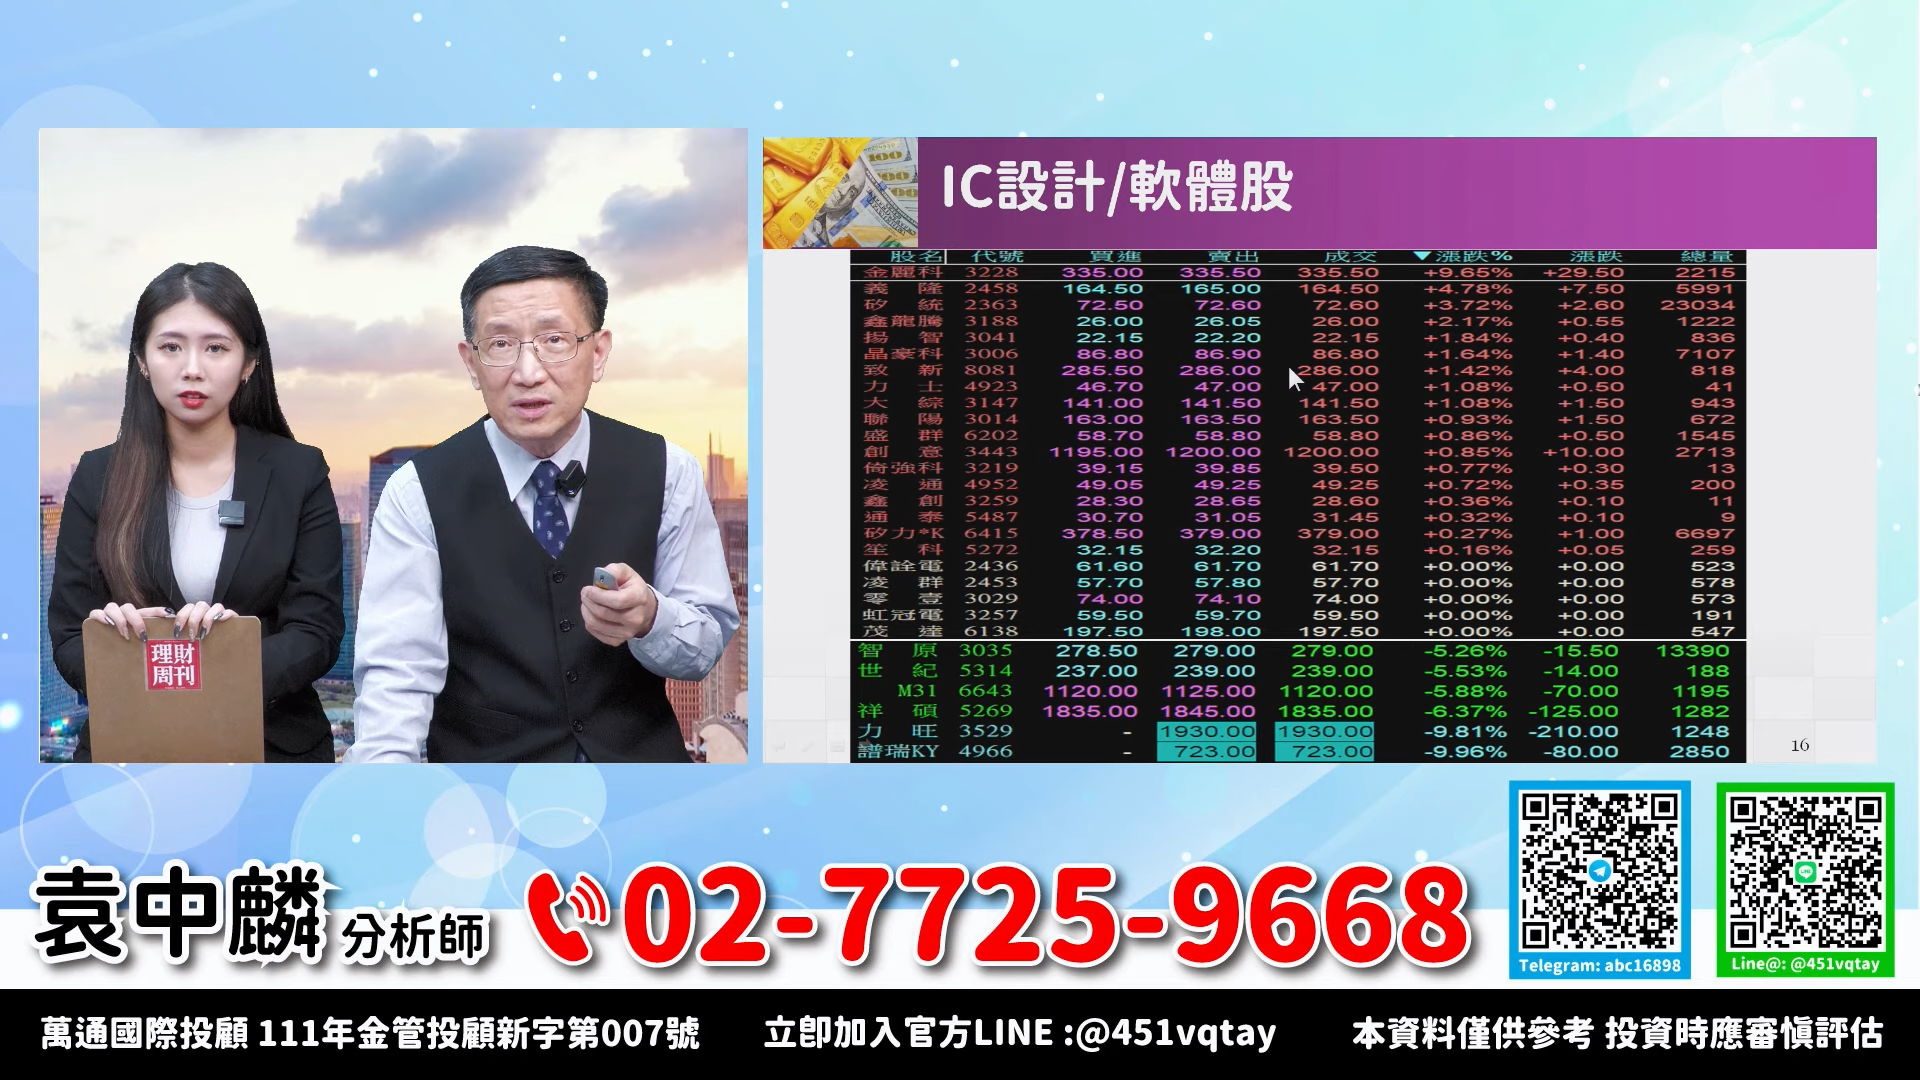 IC設計/軟體股
股名 代號 買進 賣出 成交 ▼漲跌% 漲跌 總量
金麗科 3228 335.00 335.50 335.50 +9.65% +29.50 2215
義隆 2458 164.50 165.00 164.50 +4.78% +7.50 5991
矽統 2363 72.50 72.60 72.60 +3.72% +2.60 23034
鑫龍騰 3188 26.00 26.05 26.00 +2.17% +0.55 1222
揚智 3041 22.15 22.20 22.15 +1.84% +0.40 836
晶豪科 3006 86.80 86.90 86.80 +1.64% +1.40 7107
致新 8081 285.50 286.00 286.00 +1.42% +4.00 818
力士 4923 46.70 47.00 47.00 +1.08% +0.50 41
大綜 3147 141.00 141.50 141.50 +1.08% +1.50 943
聯陽 3014 163.00 163.50 163.50 +0.93% +1.50 672
盛群 6202 58.70 58.80 58.80 +0.86% +0.50 1545
創意 3443 1195.00 1200.00 1200.00 +0.85% +10.00 2713
倚強科 3219 39.15 39.85 39.50 +0.77% +0.30 13
凌通 4952 49.05 49.25 49.25 +0.72% +0.35 200
鑫創 3259 28.30 28.65 28.60 +0.36% +0.10 11
通泰 5487 30.70 31.05 31.45 +0.32% +0.10 9
矽力*K 6415 378.50 379.00 379.00 +0.27% +1.00 6697
笙科 5272 32.15 32.20 32.15 +0.16% +0.05 259
偉詮電 2436 61.60 61.70 61.70 +0.00% +0.00 523
凌群 2453 57.70 57.80 57.70 +0.00% +0.00 578
零壹 3029 74.00 74.10 74.00 +0.00% +0.00 573
虹冠電 3257 59.50 59.70 59.50 +0.00% +0.00 191
茂達 6138 197.50 198.00 197.50 +0.00% +0.00 547
智原 3035 278.50 279.00 279.00 -5.26% -15.50 13390
世紀 5314 237.00 239.00 239.00 -5.53% -14.00 188
M31 6643 1120.00 1125.00 1120.00 -5.88% -70.00 1195
祥碩 5269 1835.00 1845.00 1835.00 -6.37% -125.00 1282
力旺 3529 - 1930.00 1930.00 -9.81% -210.00 1248
譜瑞KY 4966 - 723.00 723.00 -9.96% -80.00 2850
16
理財
周刊
袁中麟 分析師 02-7725-9668
Telegram: abc16898
Line@: @451vqtay
萬通國際投顧 111年金管投顧新字第007號 立即加入官方LINE :@451vqtay 本資料僅供參考 投資時應審慎評估